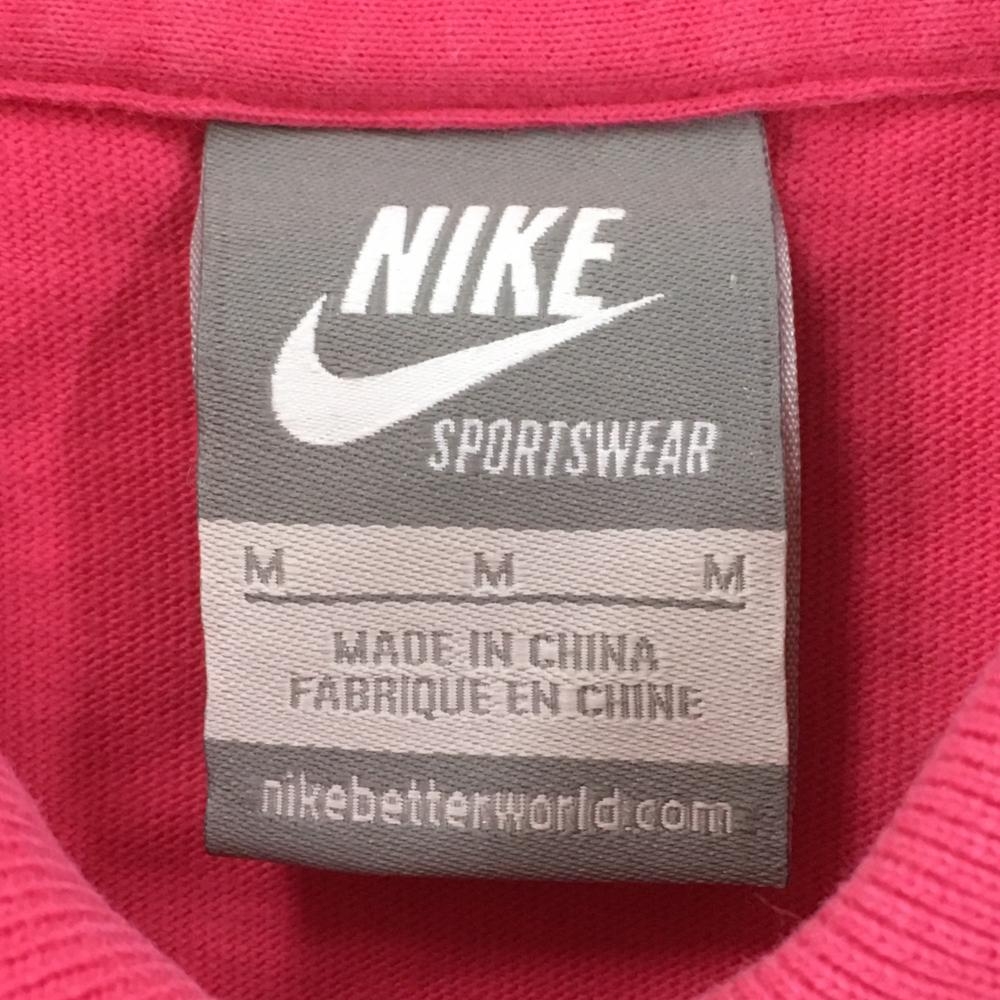 NIKE
SPORTSWEAR
M M M
MADE IN CHINA
FABRIQUE EN CHINE
nikebetterworld.com